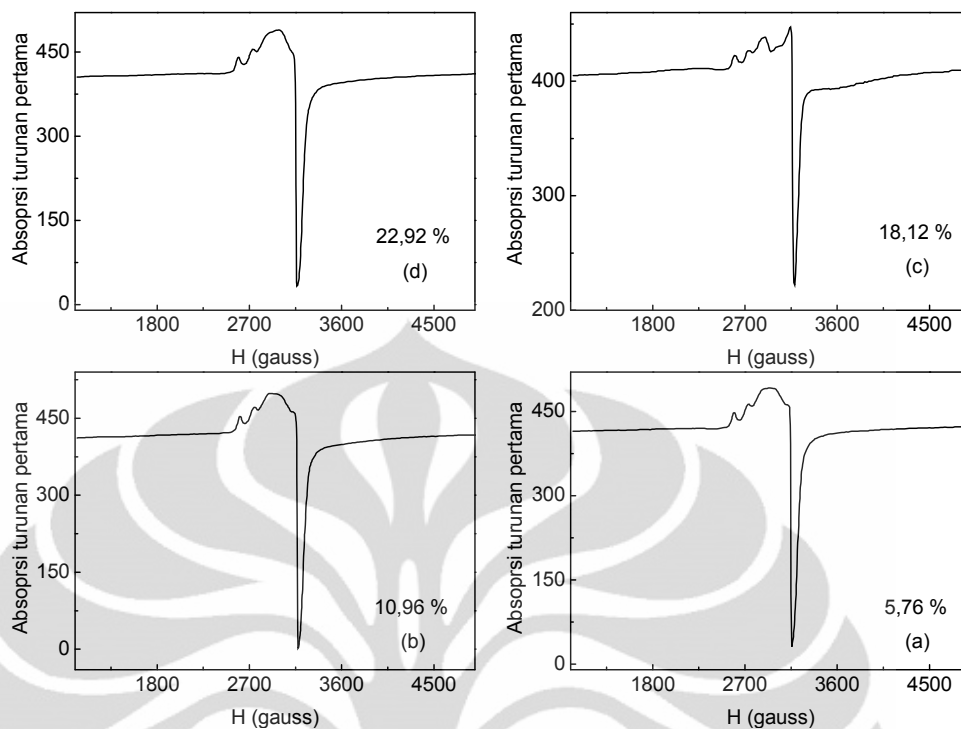 Absoprsi turunan pertama
450
300
150
0
22,92 %
(d)
1800 2700 3600 4500
H (gauss)
Absoprsi turunan pertama
400
300
200
18,12 %
(c)
1800 2700 3600 4500
H (gauss)
Absoprsi turunan pertama
450
300
150
0
10,96 %
(b)
1800 2700 3600 4500
H (gauss)
Absoprsi turunan pertama
450
300
150
0
5,76 %
(a)
1800 2700 3600 4500
H (gauss)